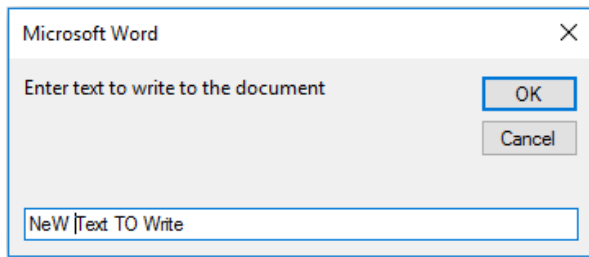 Microsoft Word
Enter text to write to the document
OK
Cancel
NeW Text TO Write